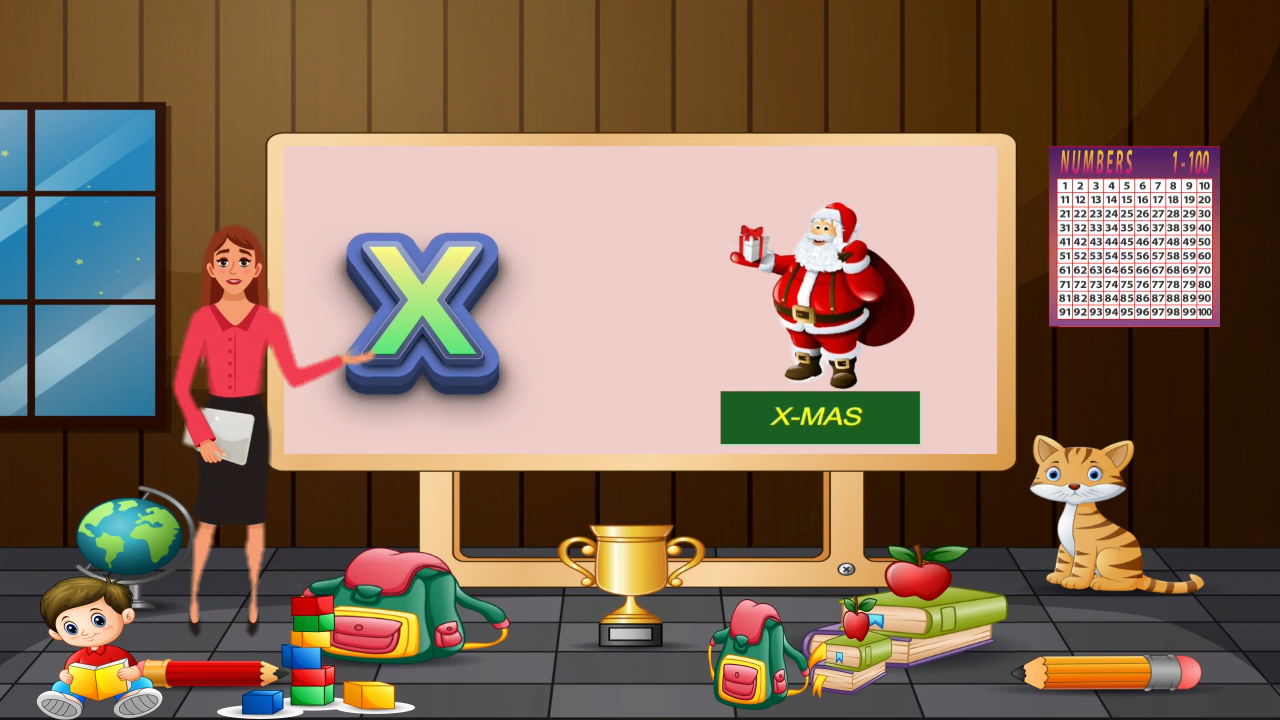 X
X-MAS
NUMBERS 1-100
1 2 3 4 5 6 7 8 9 10
11 12 13 14 15 16 17 18 19 20
21 22 23 24 25 26 27 28 29 30
31 32 33 34 35 36 37 38 39 40
41 42 43 44 45 46 47 48 49 50
51 52 53 54 55 56 57 58 59 60
61 62 63 64 65 66 67 68 69 70
71 72 73 74 75 76 77 78 79 80
81 82 83 84 85 86 87 88 89 90
91 92 93 94 95 96 97 98 99 100